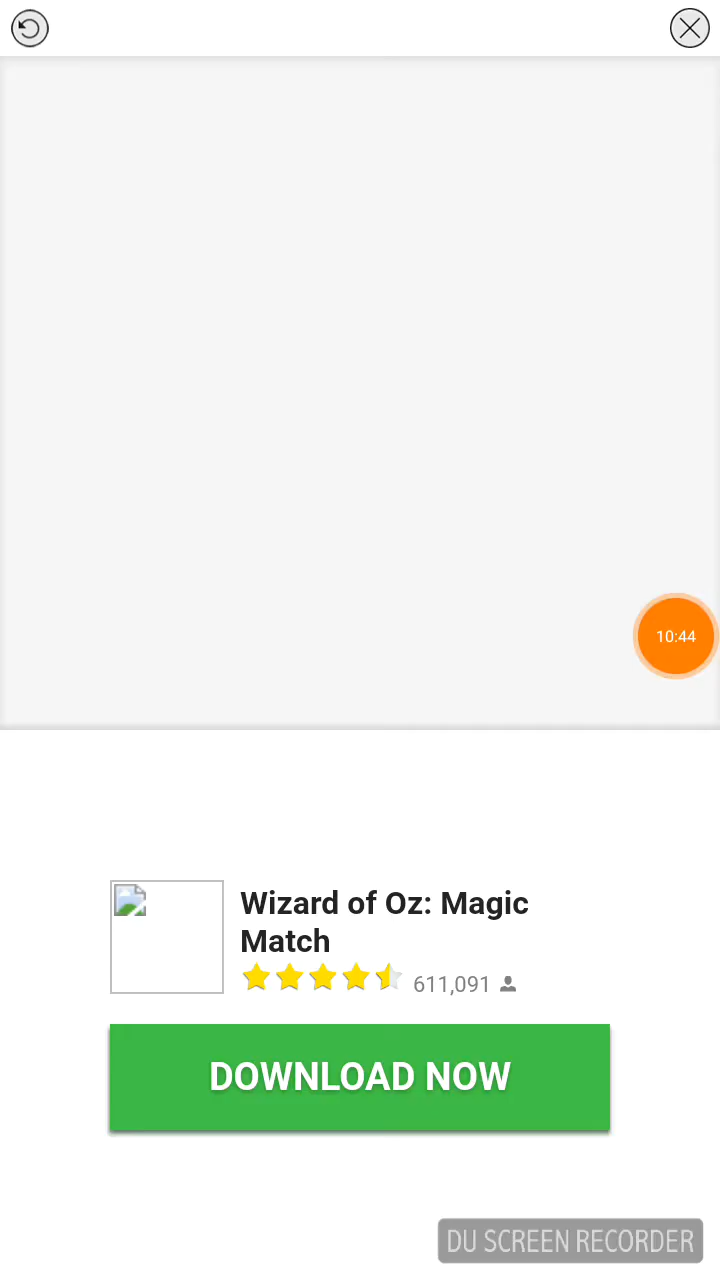 10:44
Wizard of Oz: Magic
Match
611,091
DOWNLOAD NOW
DU SCREEN RECORDER